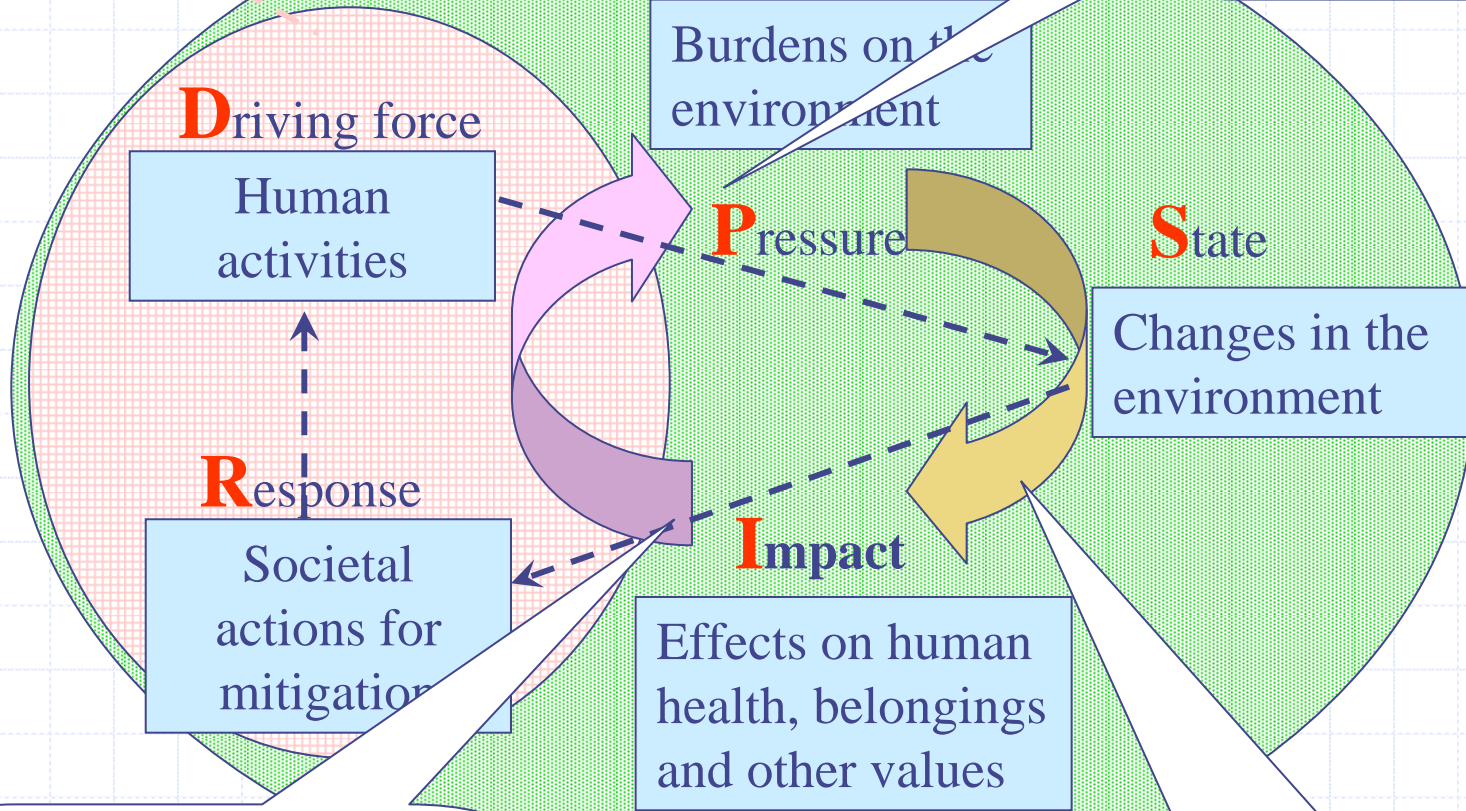 Burdens on the
environment
Driving force
Human
activities
Pressure
State
Changes in the
environment
Response
Societal
actions for
mitigation
Impact
Effects on human
health, belongings
and other values